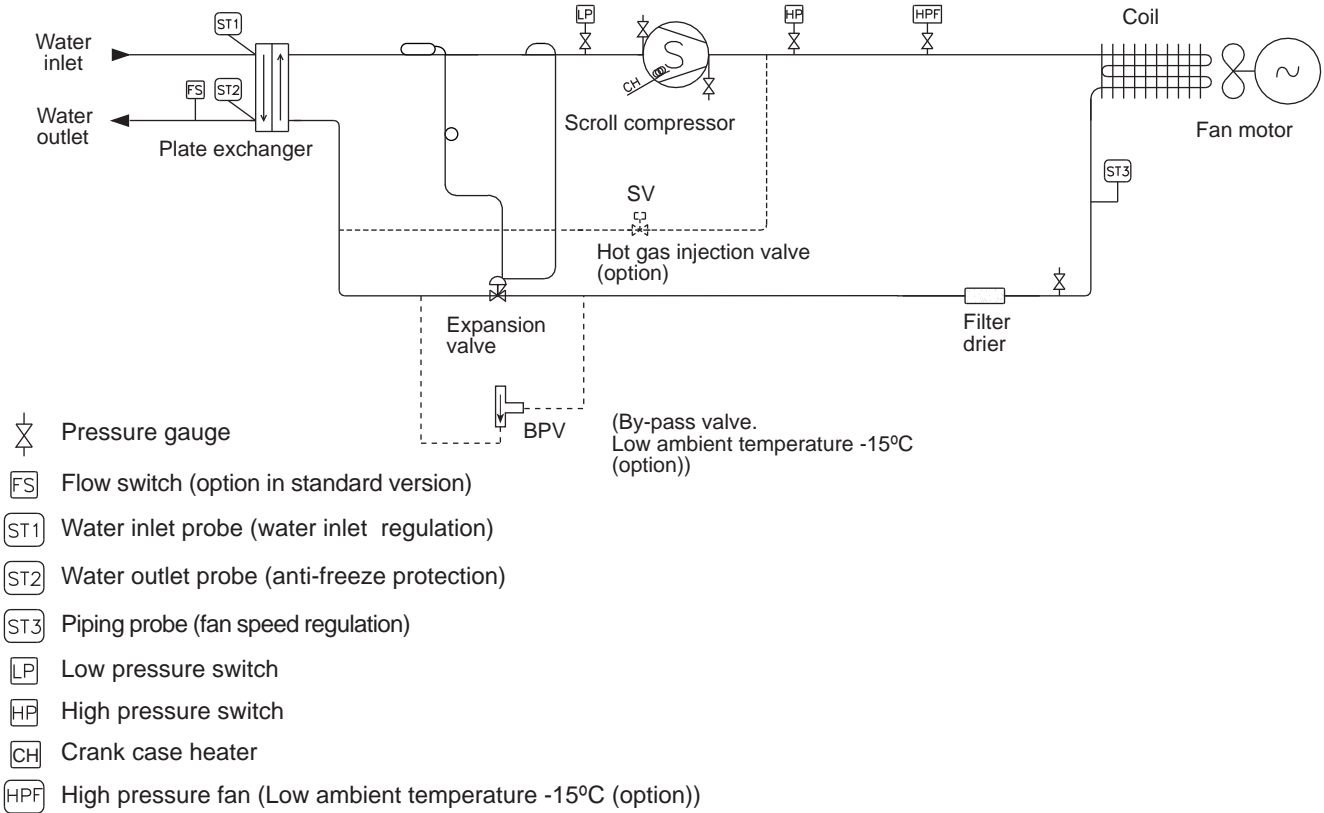 ST1
LP
HP
HPF
Coil
Water
inlet
S
CH
FS
ST2
Water
outlet
Plate exchanger
Scroll compressor
Fan motor
ST3
SV
Hot gas injection valve
(option)
Expansion
valve
Filter
drier
BPV
(By-pass valve.
Low ambient temperature -15ºC
(option))
Pressure gauge
FS Flow switch (option in standard version)
ST1 Water inlet probe (water inlet regulation)
ST2 Water outlet probe (anti-freeze protection)
ST3 Piping probe (fan speed regulation)
LP Low pressure switch
HP High pressure switch
CH Crank case heater
HPF High pressure fan (Low ambient temperature -15ºC (option))